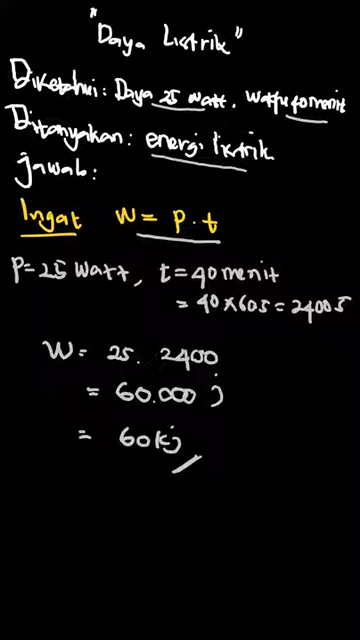 "Daya Listrik"
Diketahui: Daya 25 watt, waktu 40 menit
Ditanyakan: energi listrik
Jawab:
Ingat W = P . t
P = 25 Watt, t = 40 menit
= 40 x 60 s = 2400 s
W = 25. 2400
= 60.000 j
= 60 kj